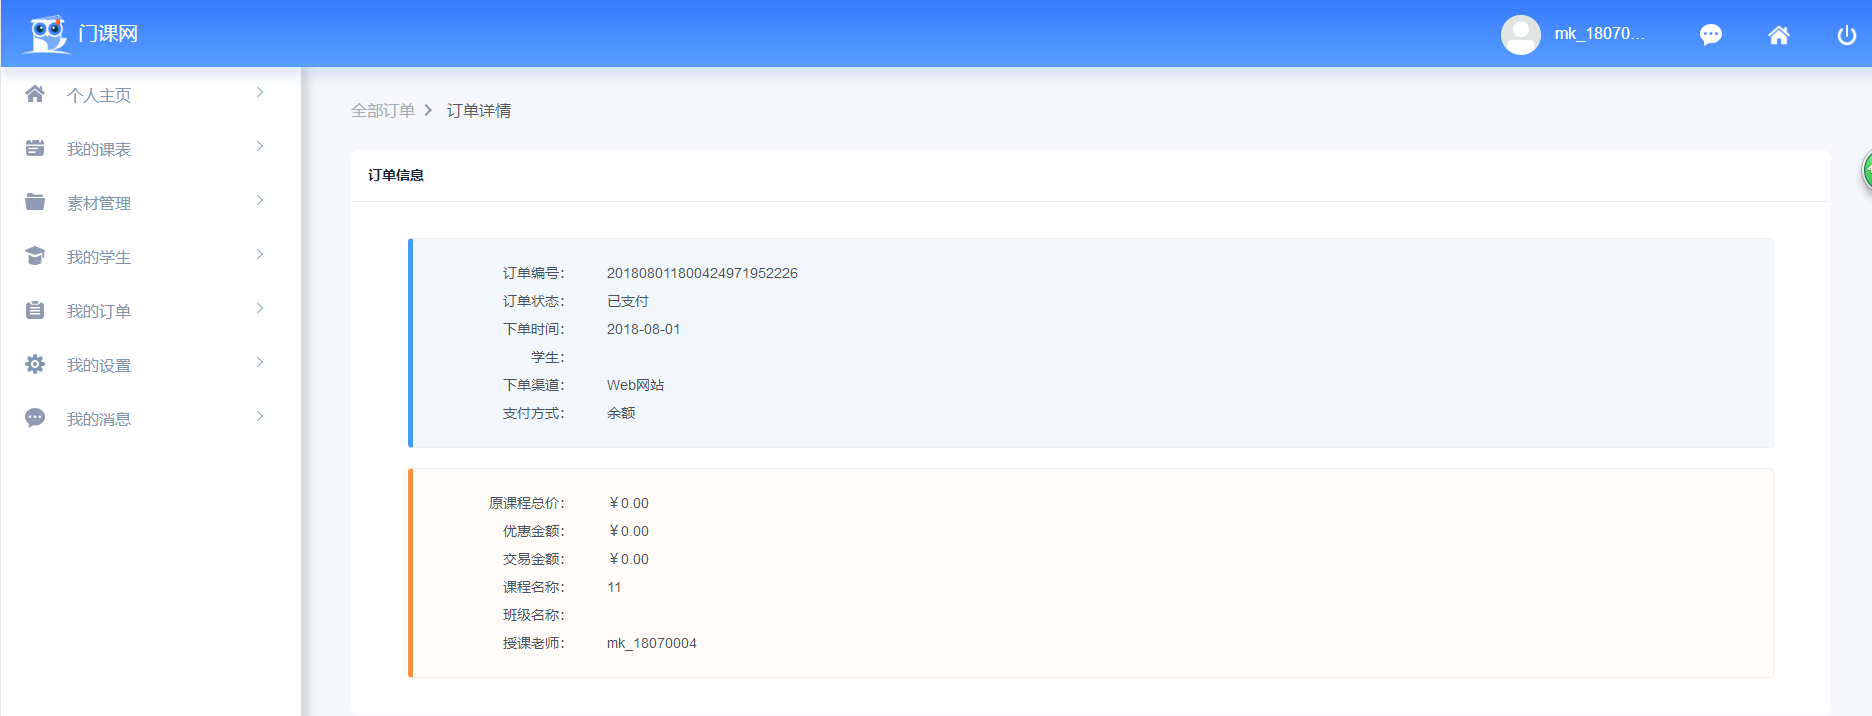 门课网
mk_18070...
个人主页
我的课表
素材管理
我的学生
我的订单
我的设置
我的消息
全部订单 > 订单详情
订单信息
订单编号： 201808011800424971952226
订单状态： 已支付
下单时间： 2018-08-01
学生：
下单渠道： Web网站
支付方式： 余额
原课程总价： ¥0.00
优惠金额： ¥0.00
交易金额： ¥0.00
课程名称： 11
班级名称：
授课老师： mk_18070004